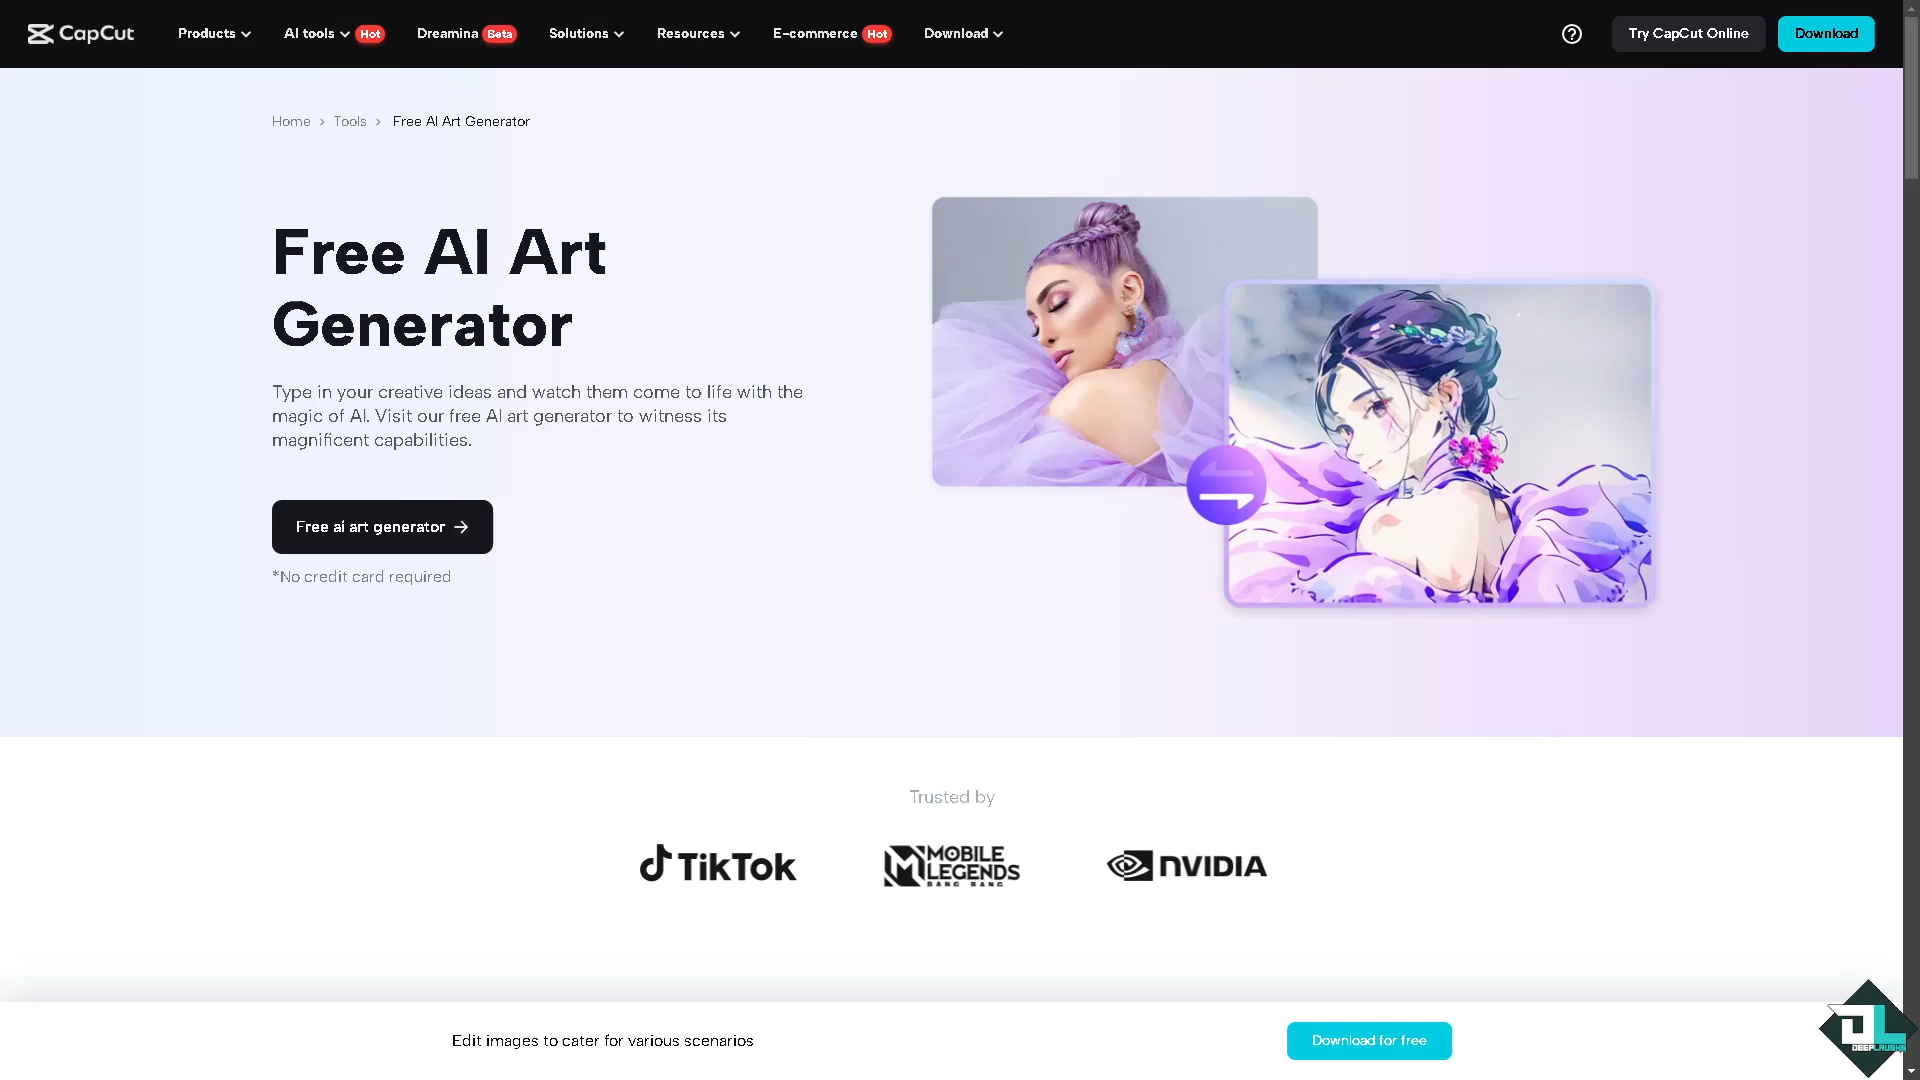 CapCut Products AI tools Hot Dreamina Beta Solutions Resources E-commerce Hot Download Try CapCut Online Download
Home > Tools > Free AI Art Generator
Free AI Art
Generator
Type in your creative ideas and watch them come to life with the
magic of AI. Visit our free AI art generator to witness its
magnificent capabilities.
Free ai art generator →
*No credit card required
Trusted by
TikTok
MOBILE
LEGENDS
BANG BANG
NVIDIA
Edit images to cater for various scenarios
Download for free
DL
DEEPLAUGHS